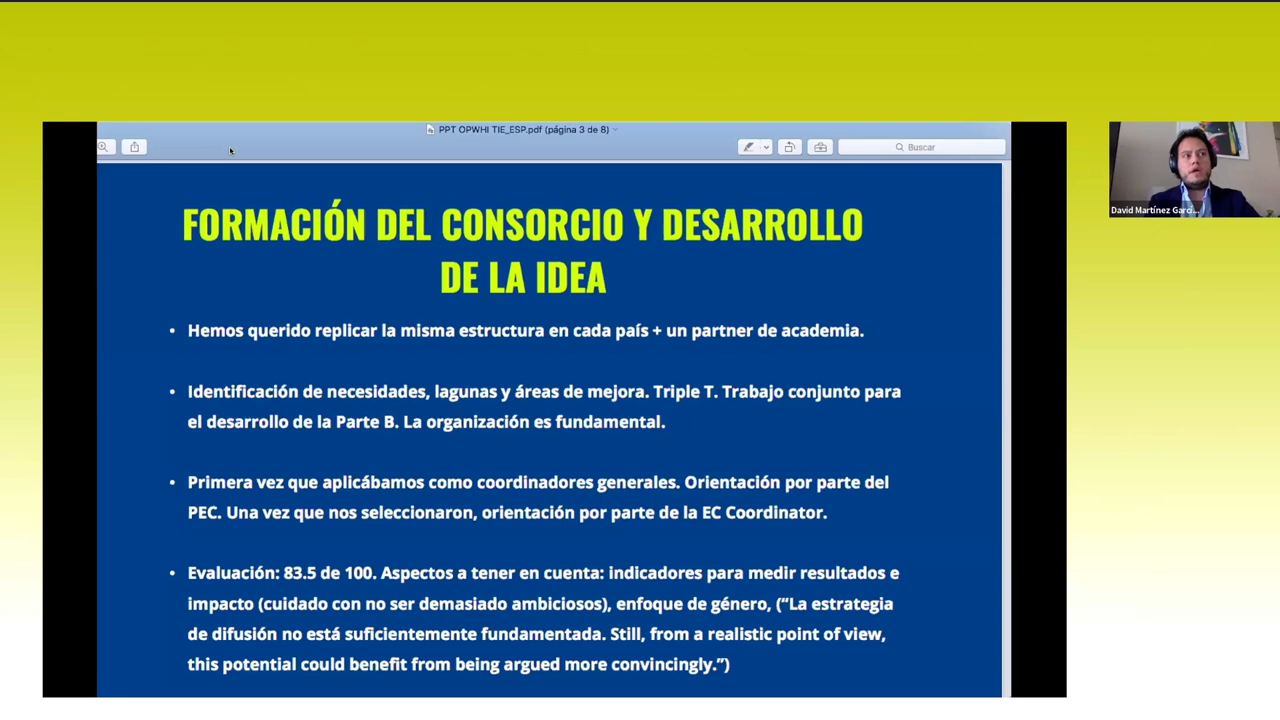 PPT OPWHI TIE_ESP.pdf (página 3 de 8)
Buscar
FORMACIÓN DEL CONSORCIO Y DESARROLLO
DE LA IDEA
• Hemos querido replicar la misma estructura en cada país + un partner de academia.
• Identificación de necesidades, lagunas y áreas de mejora. Triple T. Trabajo conjunto para
el desarrollo de la Parte B. La organización es fundamental.
• Primera vez que aplicábamos como coordinadores generales. Orientación por parte del
PEC. Una vez que nos seleccionaron, orientación por parte de la EC Coordinator.
• Evaluación: 83.5 de 100. Aspectos a tener en cuenta: indicadores para medir resultados e
impacto (cuidado con no ser demasiado ambiciosos), enfoque de género, (“La estrategia
de difusión no está suficientemente fundamentada. Still, from a realistic point of view,
this potential could benefit from being argued more convincingly.”)
David Martínez Garcí...